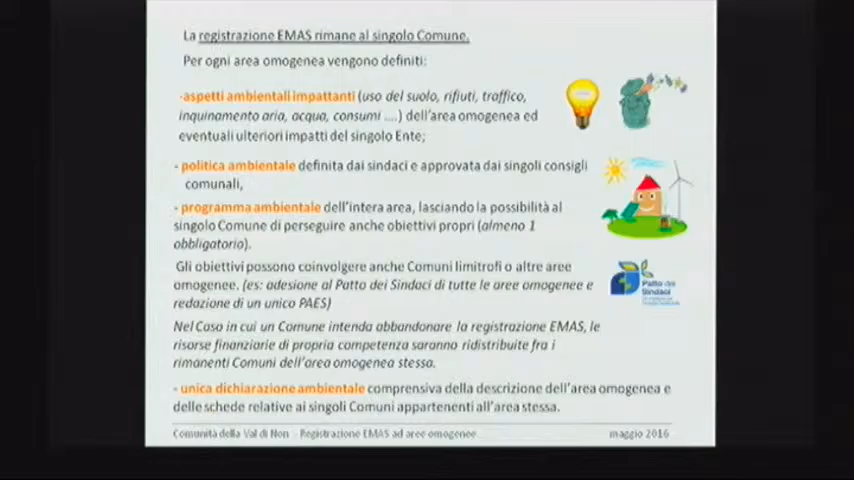 La registrazione EMAS rimane al singolo Comune.
Per ogni area omogenea vengono definiti:
-aspetti ambientali impattanti (uso del suolo, rifiuti, traffico,
inquinamento aria, acqua, consumi ....) dell'area omogenea ed
eventuali ulteriori impatti del singolo Ente;
- politica ambientale definita dai sindaci e approvata dai singoli consigli
comunali,
- programma ambientale dell'intera area, lasciando la possibilità al
singolo Comune di perseguire anche obiettivi propri (almeno 1
obbligatorio).
Gli obiettivi possono coinvolgere anche Comuni limitrofi o altre aree
omogenee. (es: adesione al Patto dei Sindaci di tutte le aree omogenee e
redazione di un unico PAES)
Patto dei
Sindaci
Nel Caso in cui un Comune intenda abbandonare la registrazione EMAS, le
risorse finanziarie di propria competenza saranno ridistribuite fra i
rimanenti Comuni dell'area omogenea stessa.
- unica dichiarazione ambientale comprensiva della descrizione dell'area omogenea e
delle schede relative ai singoli Comuni appartenenti all'area stessa.
Comunità della Val di Non - Registrazione EMAS ad aree omogenee
maggio 2016